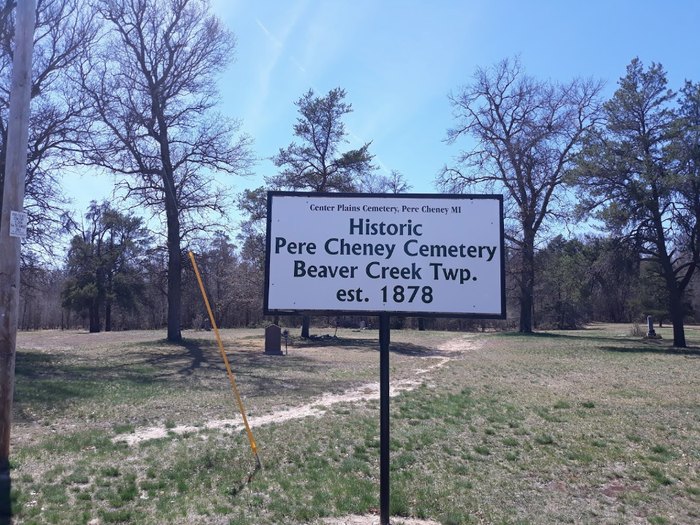 Center Plains Cemetery, Pere Cheney MI
Historic
Pere Cheney Cemetery
Beaver Creek Twp.
est. 1878